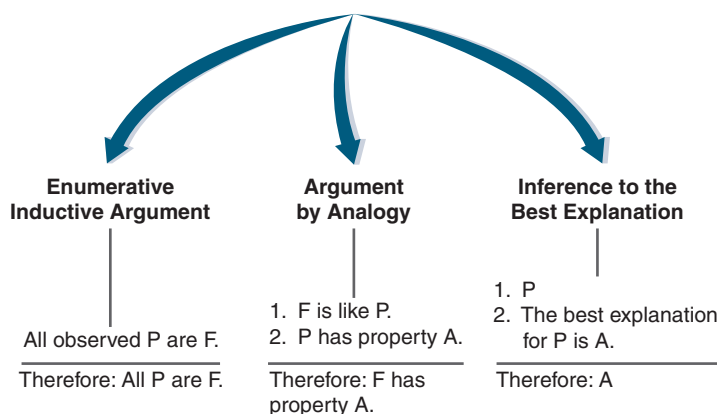 Enumerative
Inductive Argument
All observed P are F.
Therefore: All P are F.
Argument
by Analogy
1. F is like P.
2. P has property A.
Therefore: F has
property A.
Inference to the
Best Explanation
1. P
2. The best explanation
for P is A.
Therefore: A